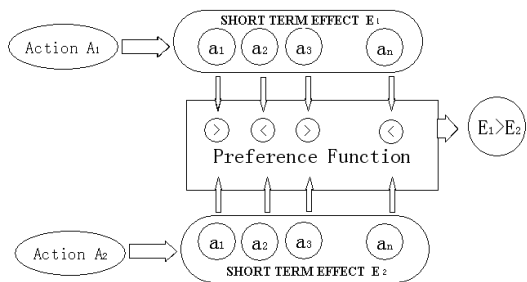 SHORT TERM EFFECT E1
Action A1
a1 a2 a3 an
> < > <
Preference Function
E1>E2
Action A2
a1 a2 a3 an
SHORT TERM EFFECT E2